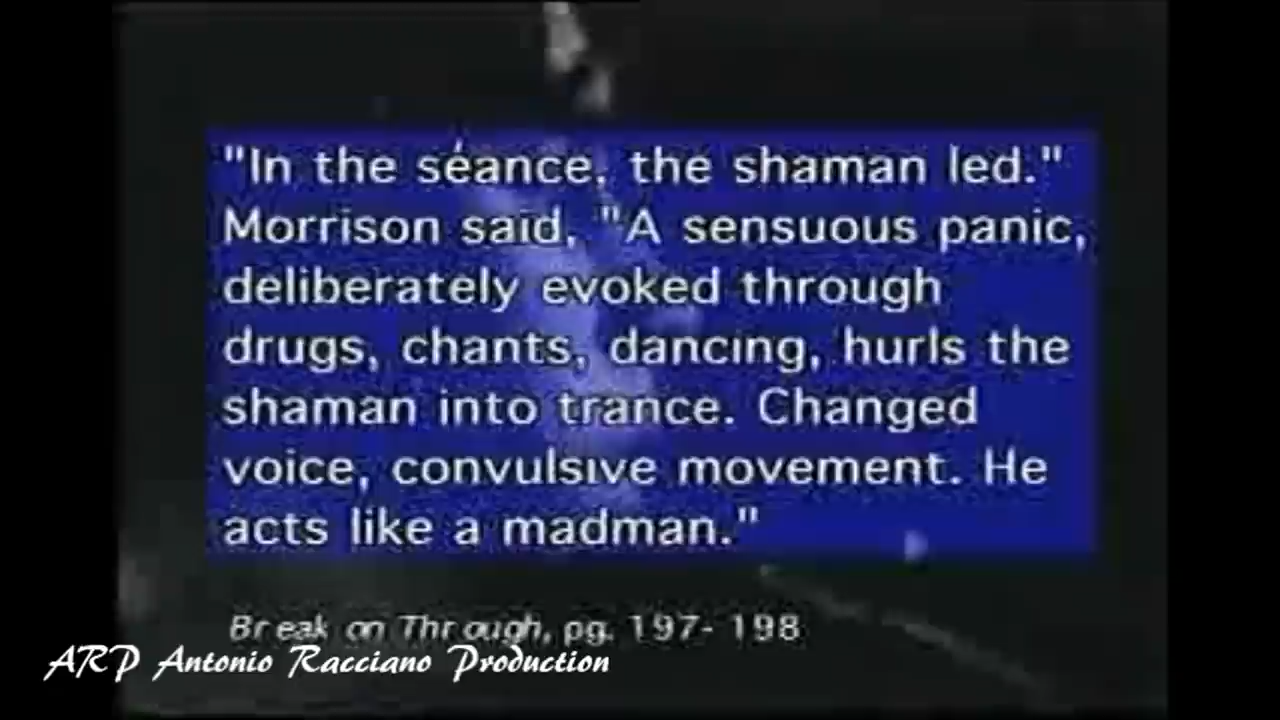 "In the séance, the shaman led."
Morrison said, "A sensuous panic,
deliberately evoked through
drugs, chants, dancing, hurls the
shaman into trance. Changed
voice, convulsive movement. He
acts like a madman."
Break on Through, pg. 197- 198
ARP Antonio Racciano Production